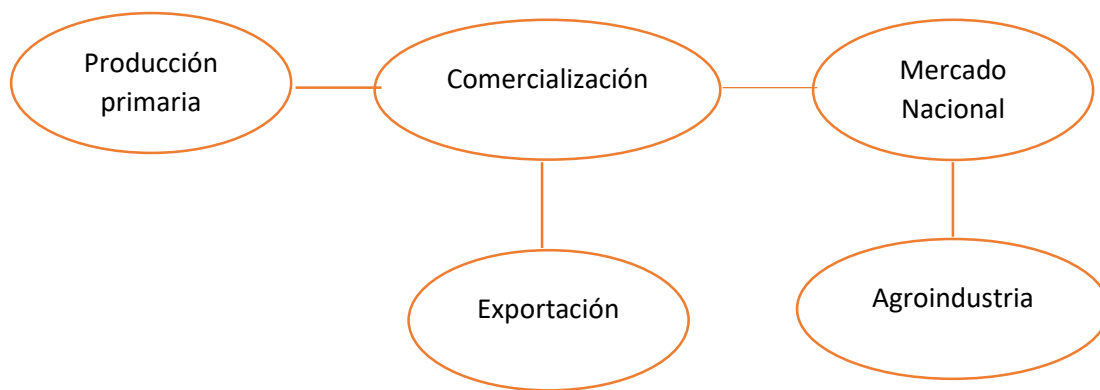 Producción
primaria
Comercialización
Mercado
Nacional
Exportación
Agroindustria